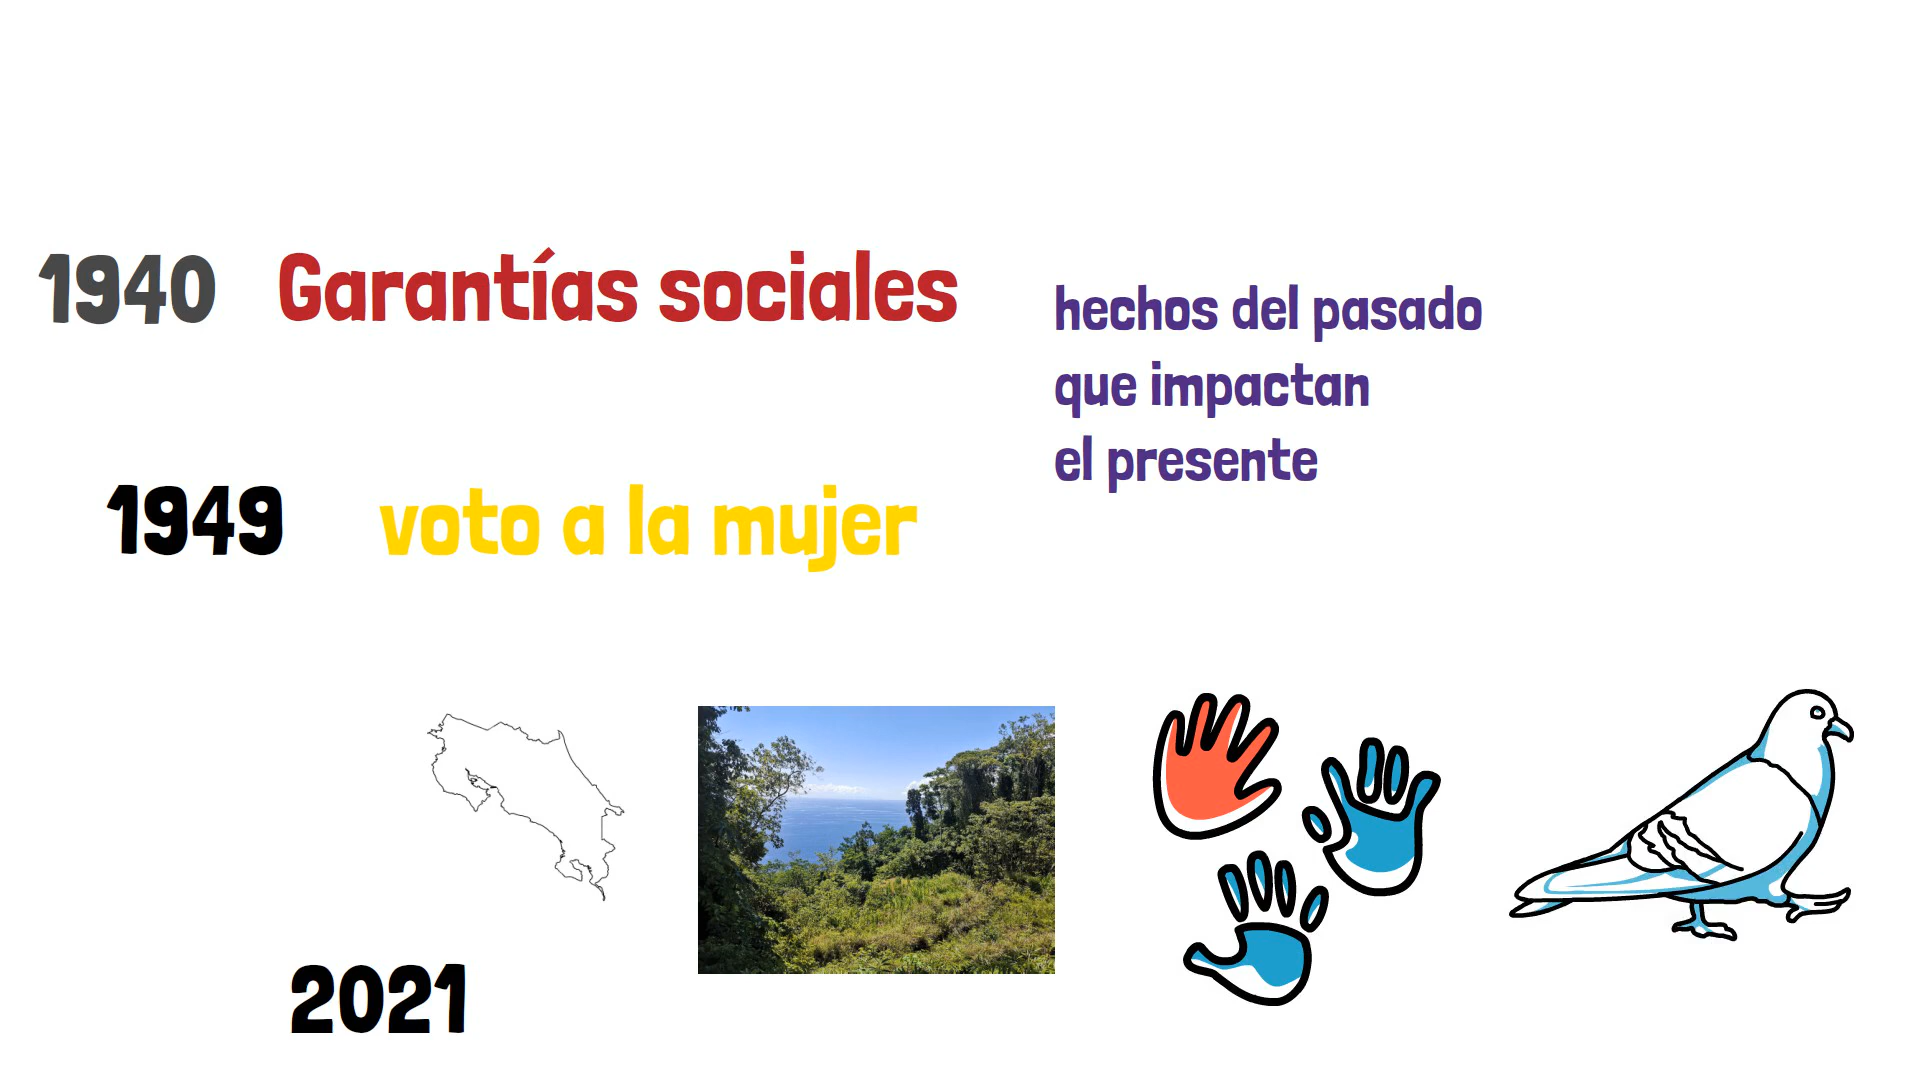 1940 Garantías sociales
hechos del pasado
que impactan
el presente
1949 voto a la mujer
2021